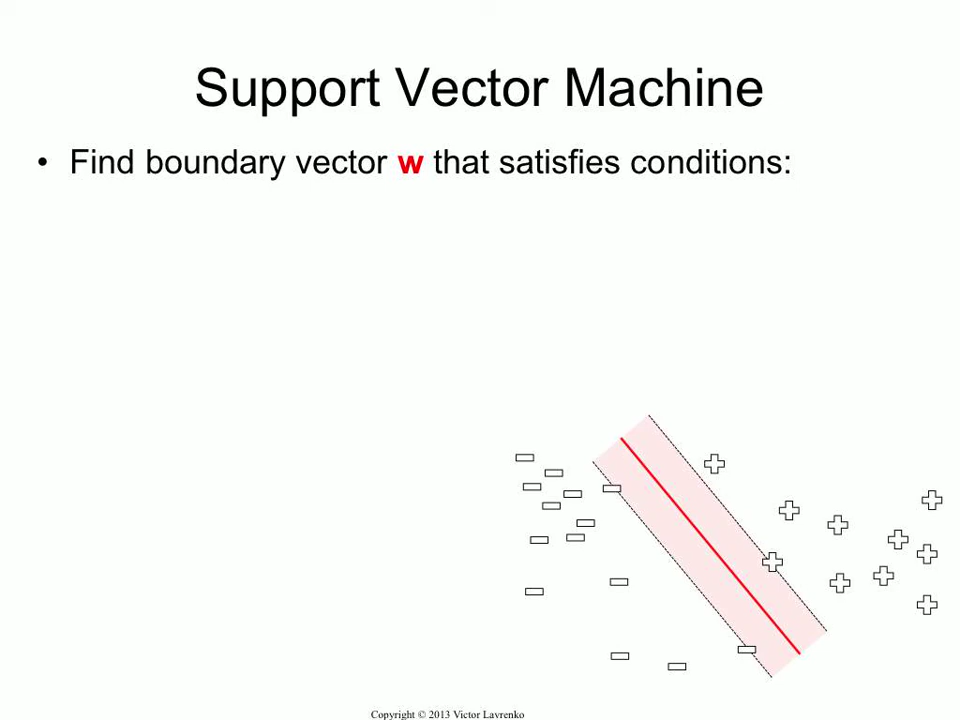 Support Vector Machine
• Find boundary vector w that satisfies conditions:
Copyright © 2013 Victor Lavrenko